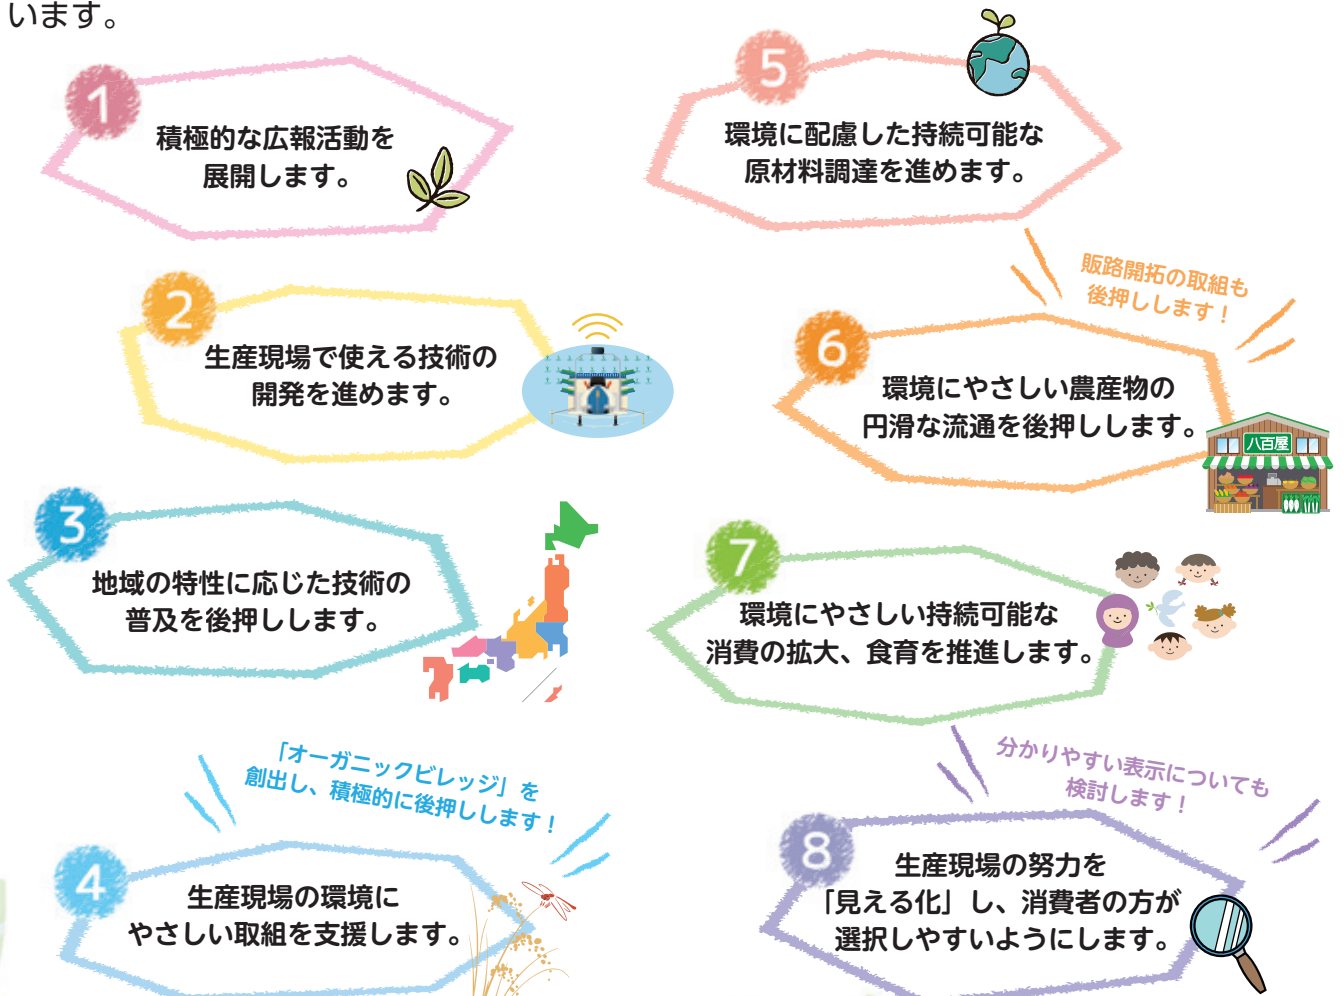 います。
1
積極的な広報活動を
展開します。
2
生産現場で使える技術の
開発を進めます。
3
地域の特性に応じた技術の
普及を後押しします。
「オーガニックビレッジ」を
創出し、積極的に後押しします！
4
生産現場の環境に
やさしい取組を支援します。
5
環境に配慮した持続可能な
原材料調達を進めます。
販路開拓の取組も
後押しします！
6
環境にやさしい農産物の
円滑な流通を後押しします。
八百屋
7
環境にやさしい持続可能な
消費の拡大、食育を推進します。
分かりやすい表示についても
検討します！
8
生産現場の努力を
「見える化」し、消費者の方が
選択しやすいようにします。